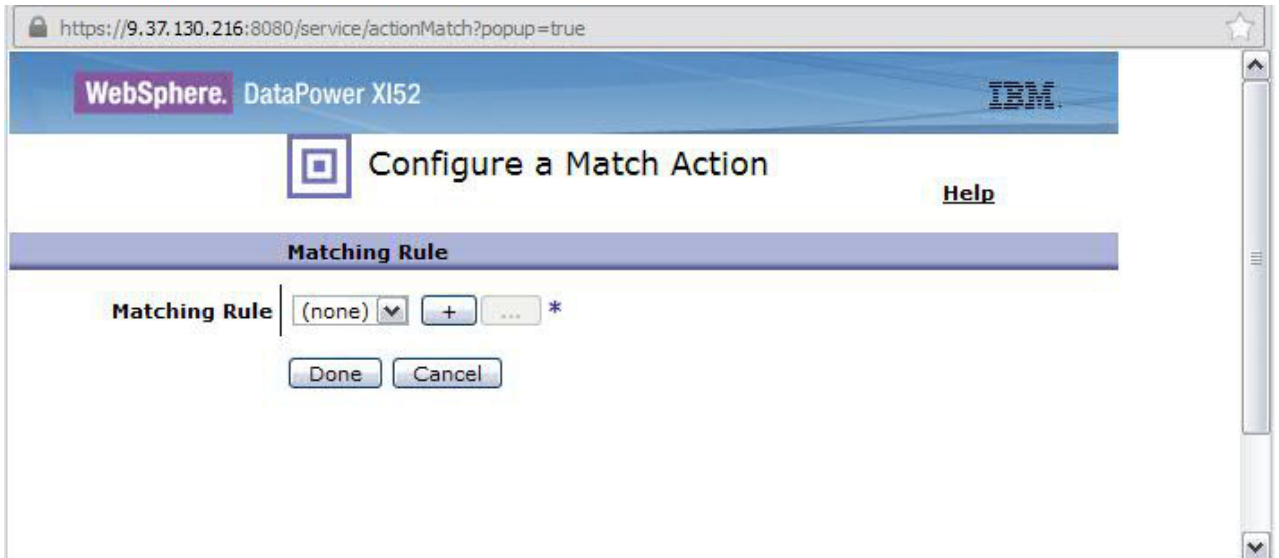 https://9.37.130.216:8080/service/actionMatch?popup=true
WebSphere. DataPower XI52 IBM.
Configure a Match Action
Help
Matching Rule
Matching Rule (none) + ... *
Done Cancel